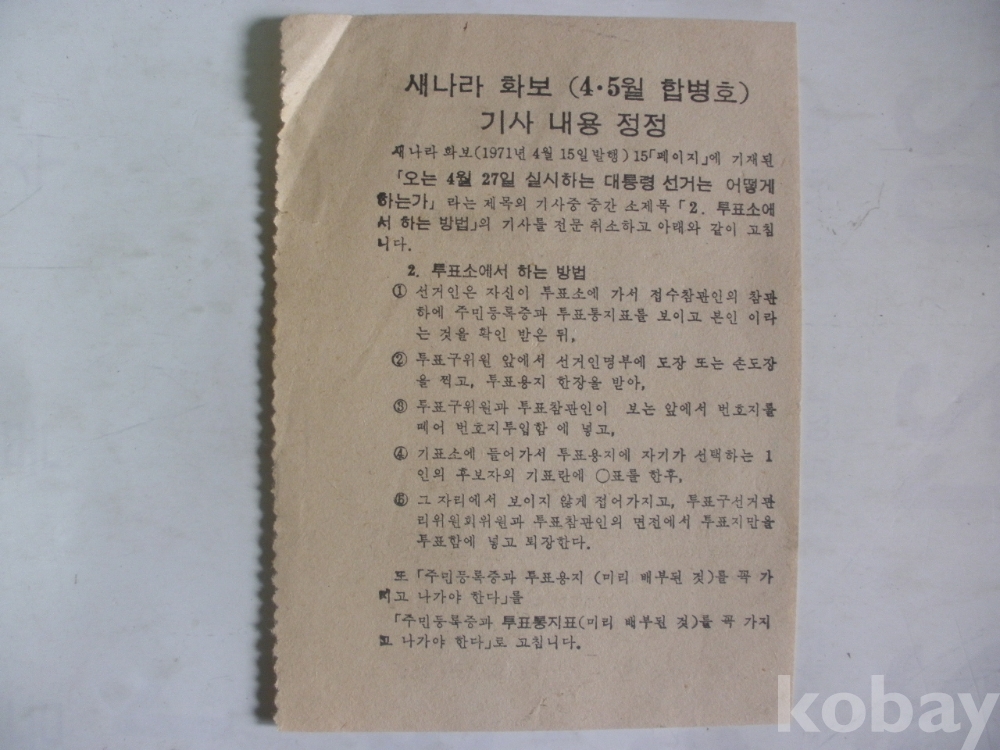 새나라 화보 (4·5월 합병호)
기사 내용 정정
새나라 화보(1971년 4월 15일발행) 15「페이지」에 기재된
「오는 4월 27일 실시하는 대통령 선거는 어떻게
하는가」 라는 제목의 기사중 중간 소제목 「2. 투표소에
서 하는 방법」의 기사를 전문 취소하고 아래와 같이 고칩
니다.
2. 투표소에서 하는 방법
① 선거인은 자신이 투표소에 가서 접수참관인의 참관
하에 주민등록증과 투표통지표를 보이고 본인 이라
는 것을 확인 받은 뒤,
② 투표구위원 앞에서 선거인명부에 도장 또는 손도장
을 찍고, 투표용지 한장을 받아,
③ 투표구위원과 투표참관인이 보는 앞에서 번호지를
떼어 번호지투입함 에 넣고,
④ 기표소에 들어가서 투표용지에 자기가 선택하는 1
인의 후보자의 기표란에 ○표를 한후,
⑤ 그 자리에서 보이지 않게 접어가지고, 투표구선거관
리위원회위원과 투표참관인의 면전에서 투표지만을
투표함에 넣고 퇴장한다.
또 「주민등록증과 투표용지 (미리 배부된 것)를 꼭 가
지고 나가야 한다」를
「주민등록증과 투표통지표(미리 배부된 것)를 꼭 가지
고 나가야 한다」로 고칩니다.
kobay